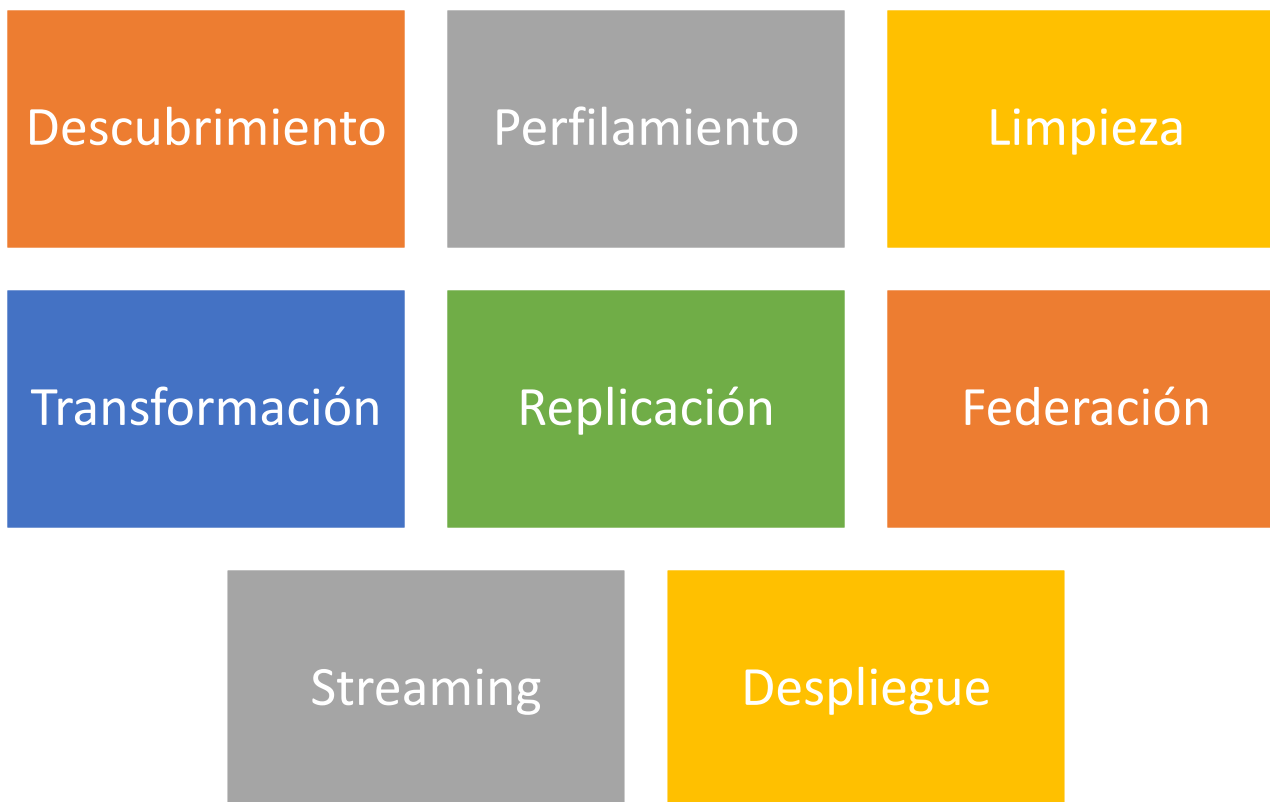 Descubrimiento
Perfilamiento
Limpieza
Transformación
Replicación
Federación
Streaming
Despliegue